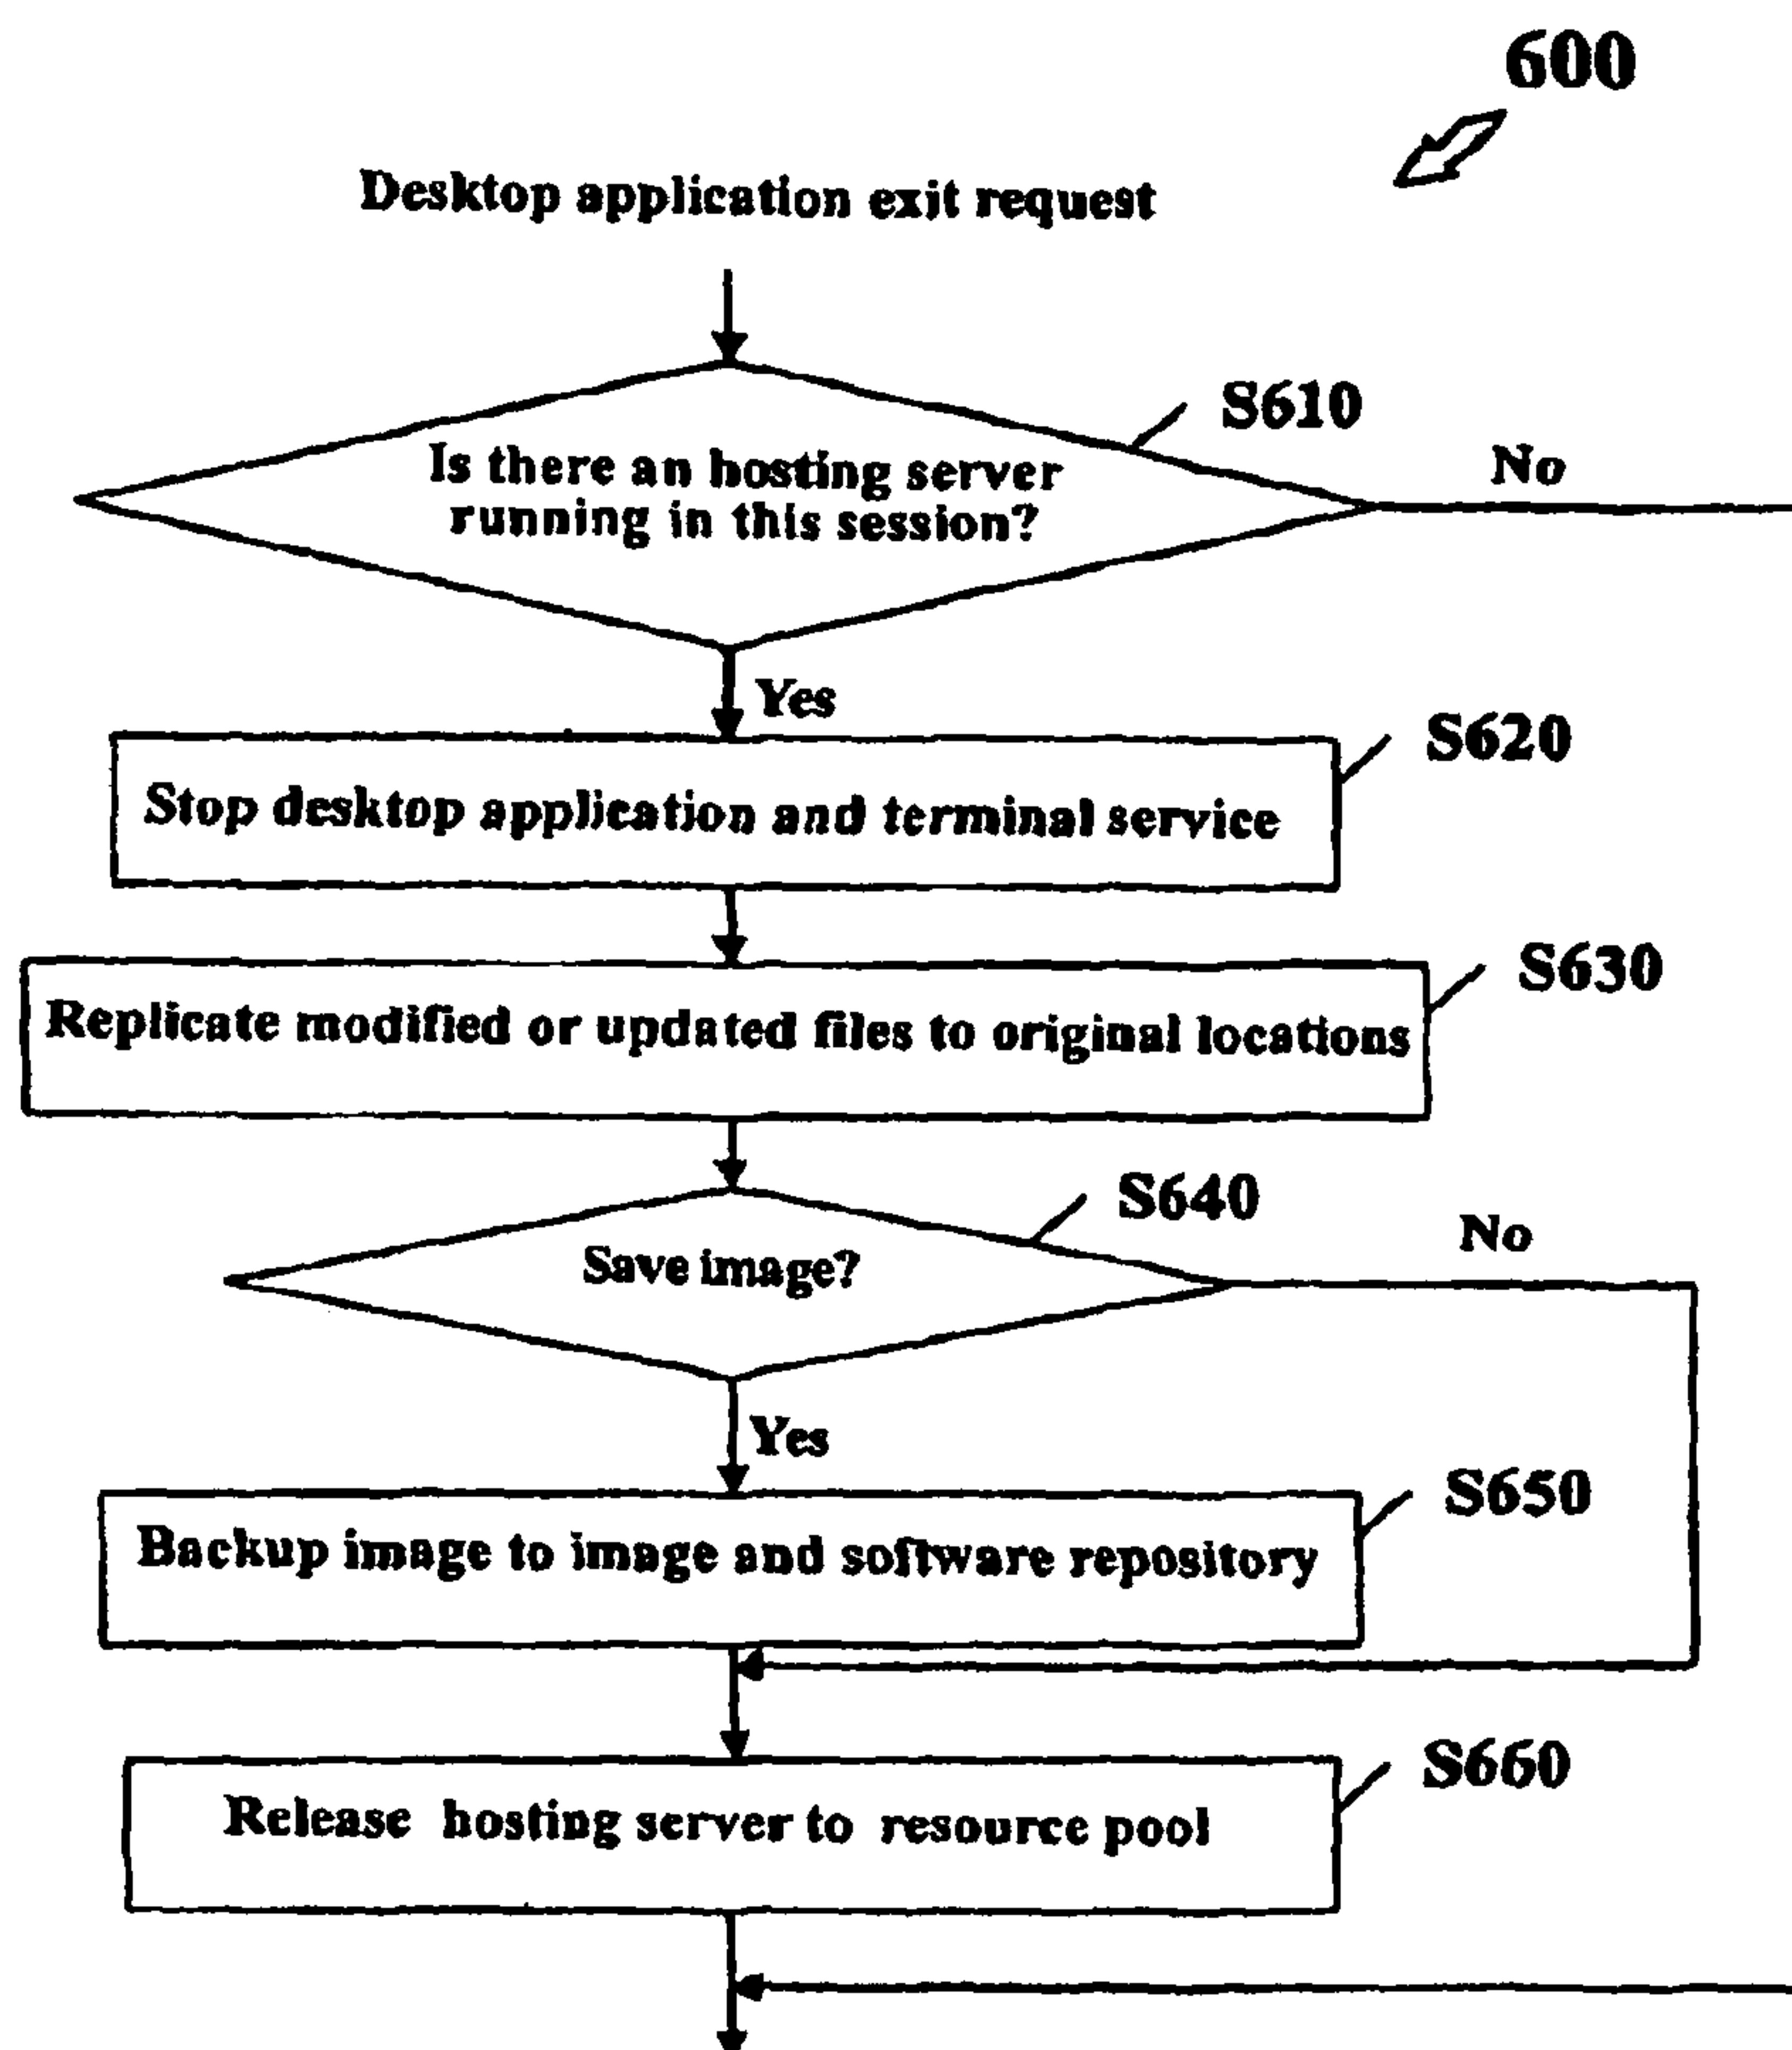 600
Desktop application exit request
S610
Is there an hosting server
running in this session?
No
Yes
S620
Stop desktop application and terminal service
S630
Replicate modified or updated files to original locations
S640
Save image?
No
Yes
S650
Backup image to image and software repository
S660
Release hosting server to resource pool